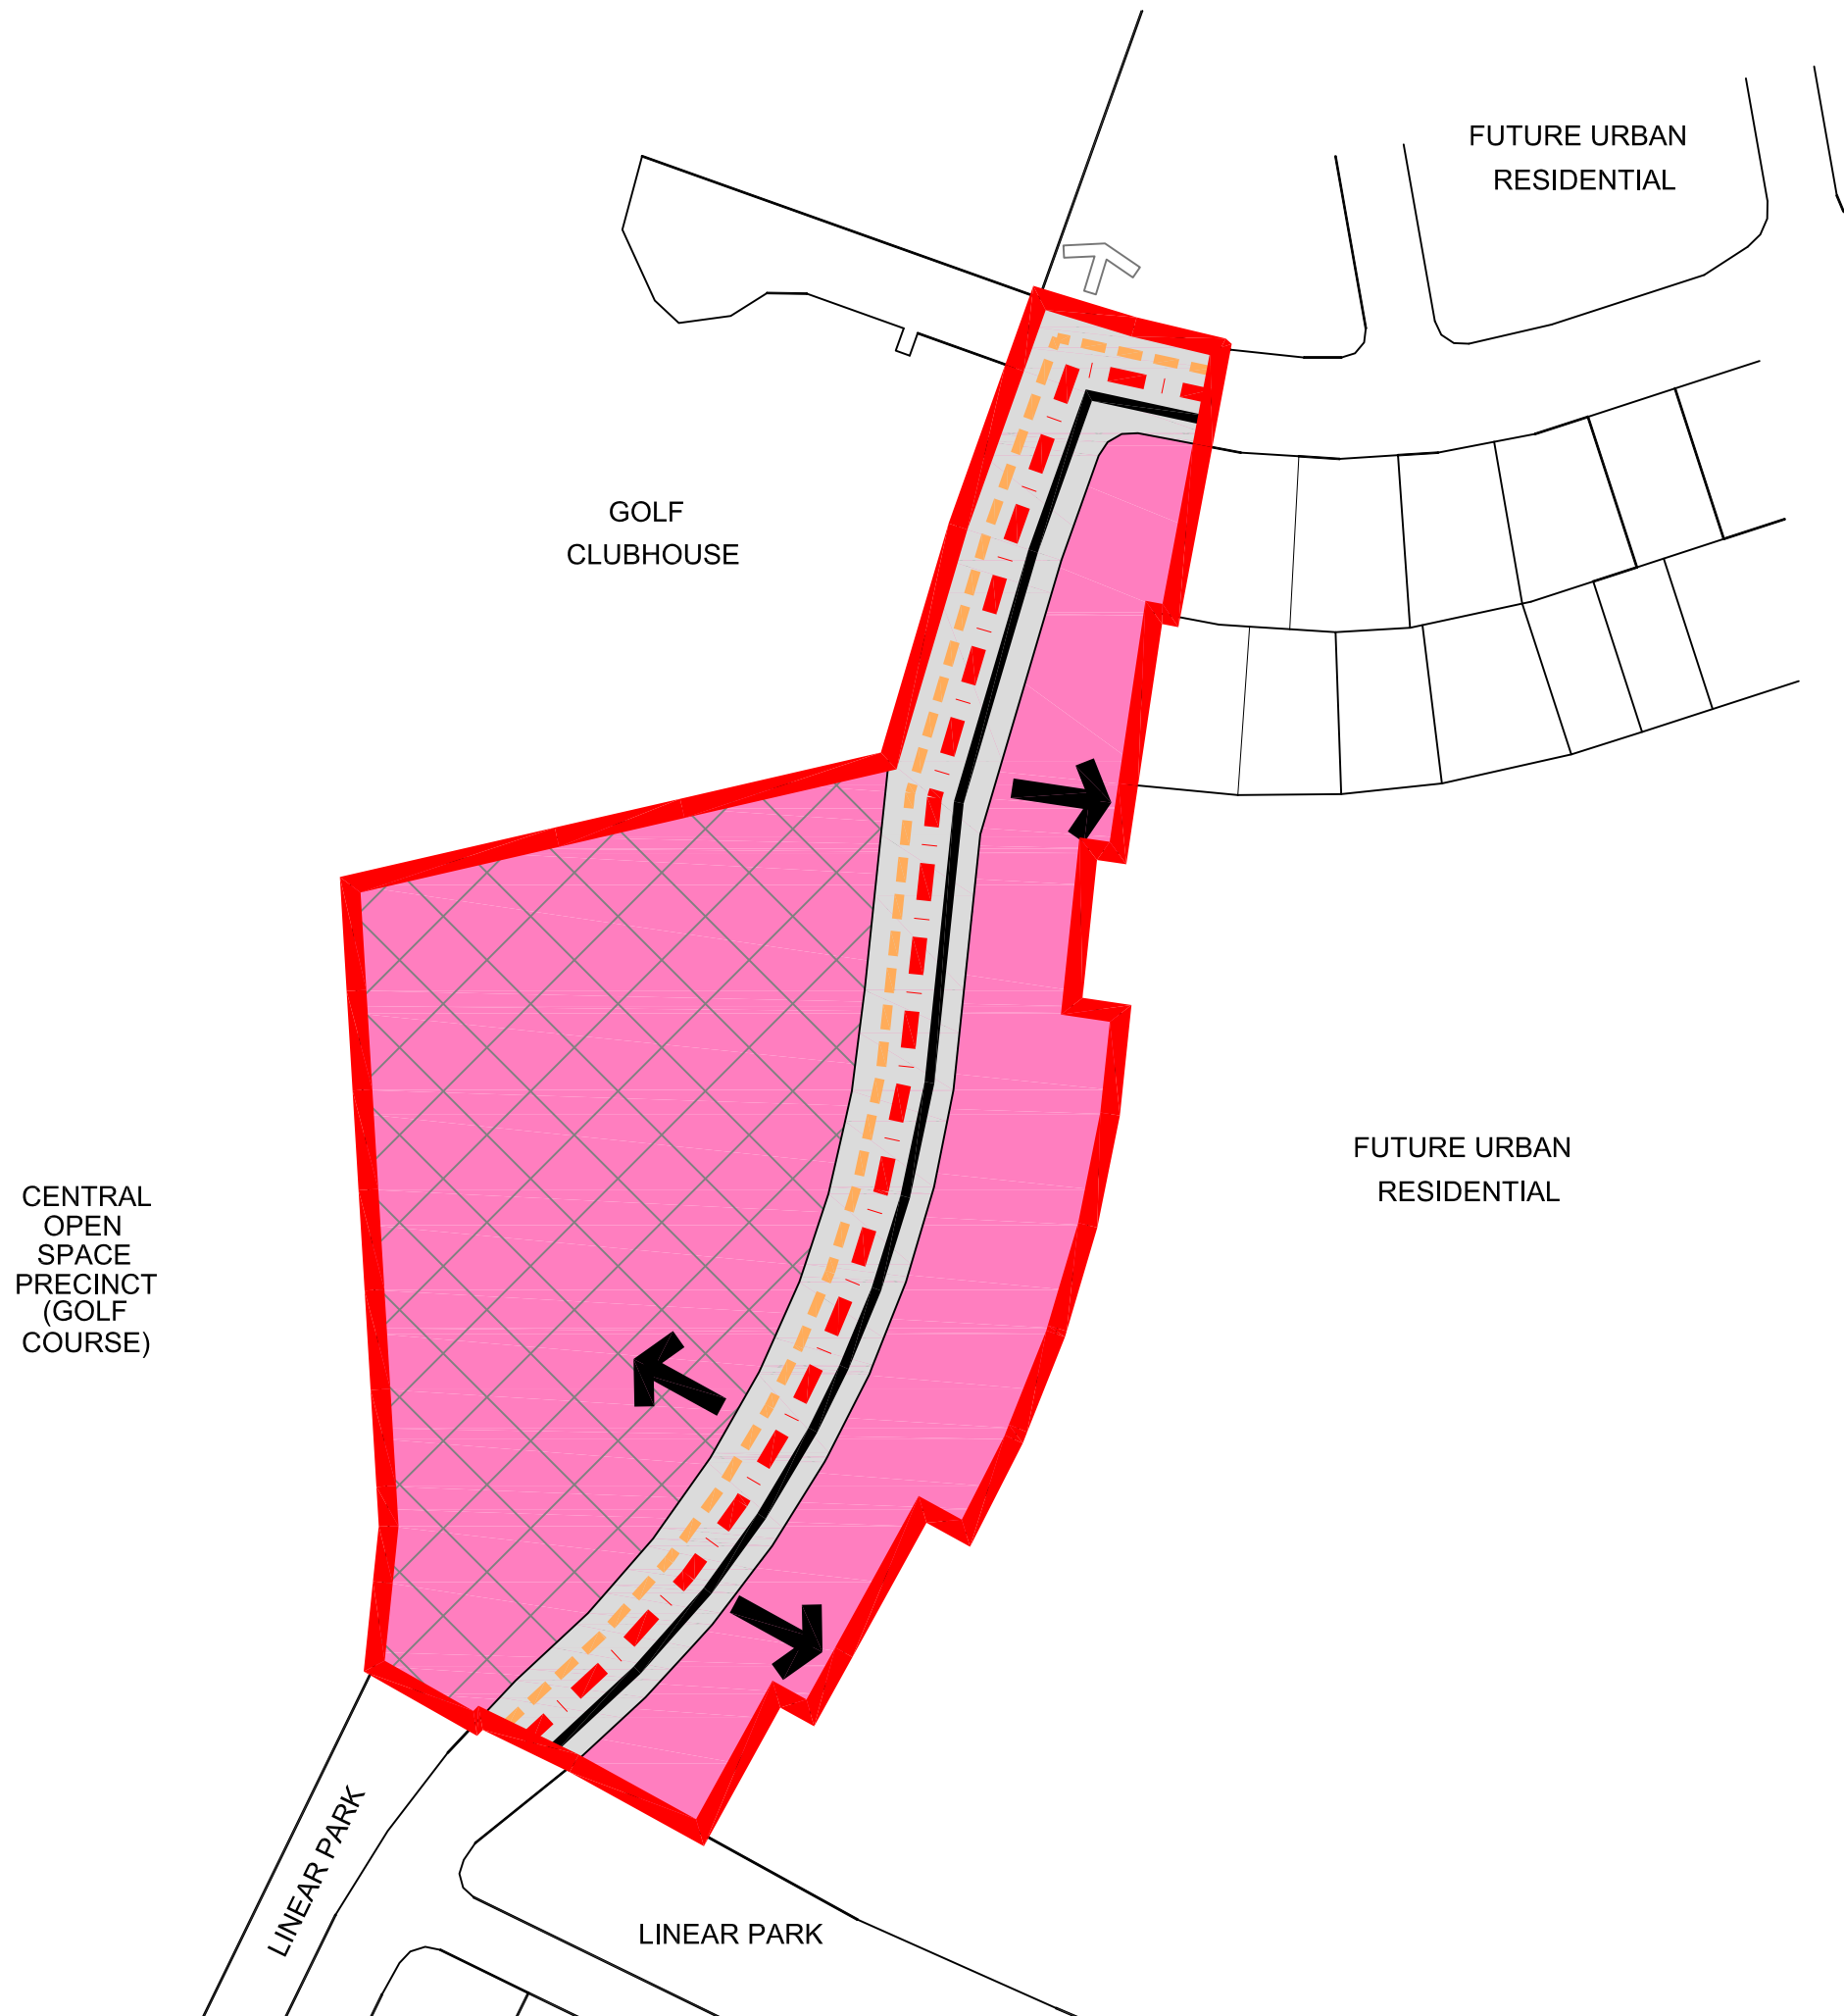 FUTURE URBAN
RESIDENTIAL
GOLF
CLUBHOUSE
FUTURE URBAN
RESIDENTIAL
CENTRAL
OPEN
SPACE
PRECINCT
(GOLF
COURSE)
LINEAR PARK
LINEAR PARK